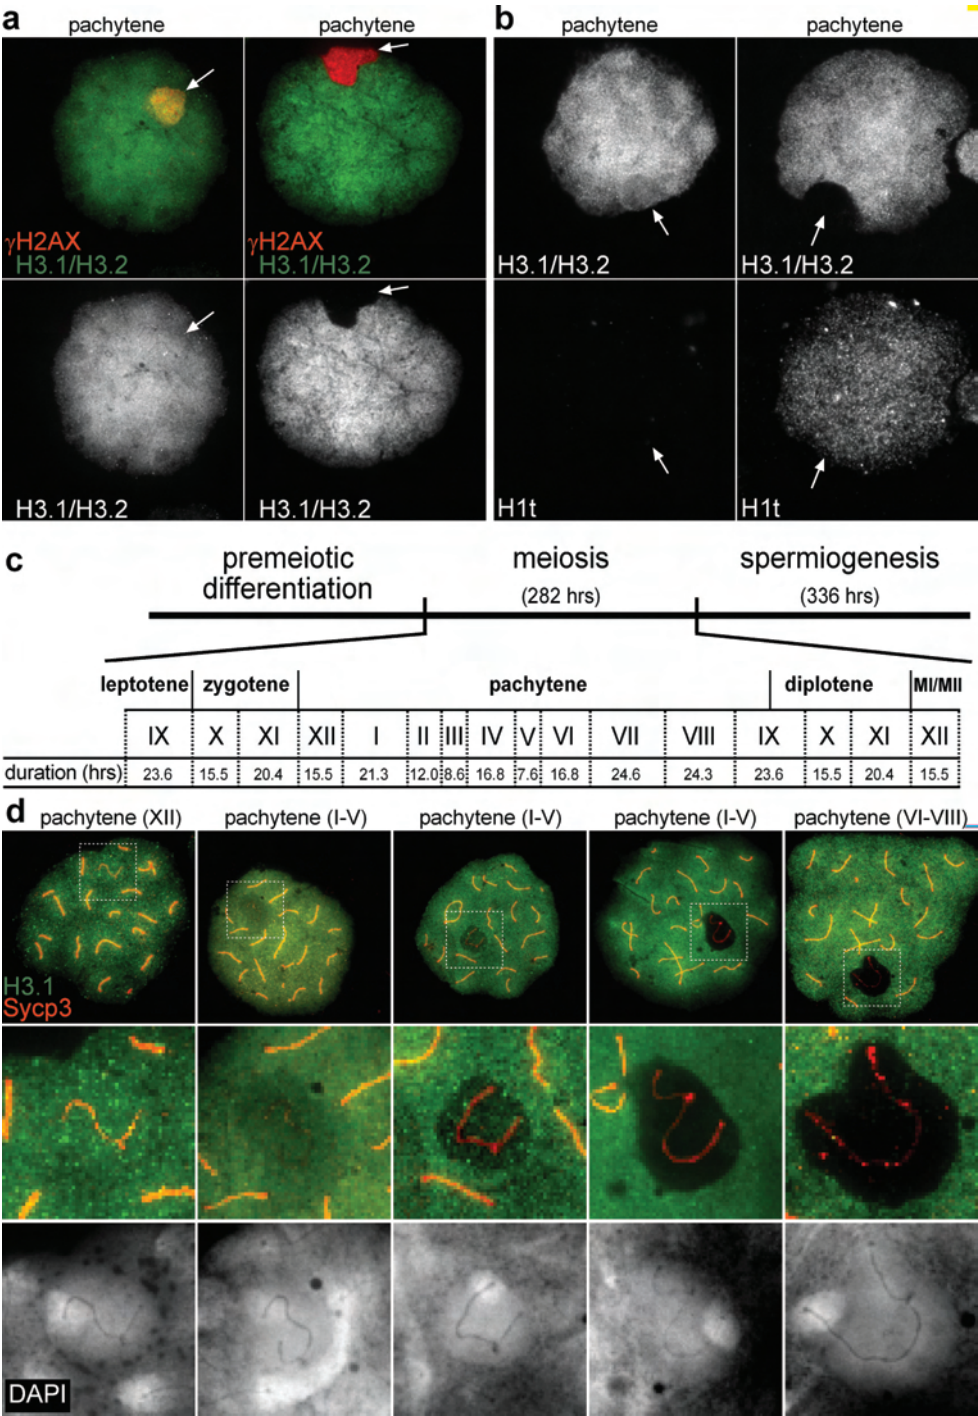 a
pachytene
pachytene
γH2AX
H3.1/H3.2
γH2AX
H3.1/H3.2
H3.1/H3.2
H3.1/H3.2
b
pachytene
pachytene
H3.1/H3.2
H3.1/H3.2
H1t
H1t
c
premeiotic
differentiation
meiosis
(282 hrs)
spermiogenesis
(336 hrs)
leptotene zygotene pachytene diplotene MI/MII
IX X XI XII I II III IV V VI VII VIII IX X XI XII
duration (hrs) 23.6 15.5 20.4 15.5 21.3 12.0 8.6 16.8 7.6 16.8 24.6 24.3 23.6 15.5 20.4 15.5
d
pachytene (XII) pachytene (I-V) pachytene (I-V) pachytene (I-V) pachytene (VI-VIII)
H3.1
Sycp3
DAPI